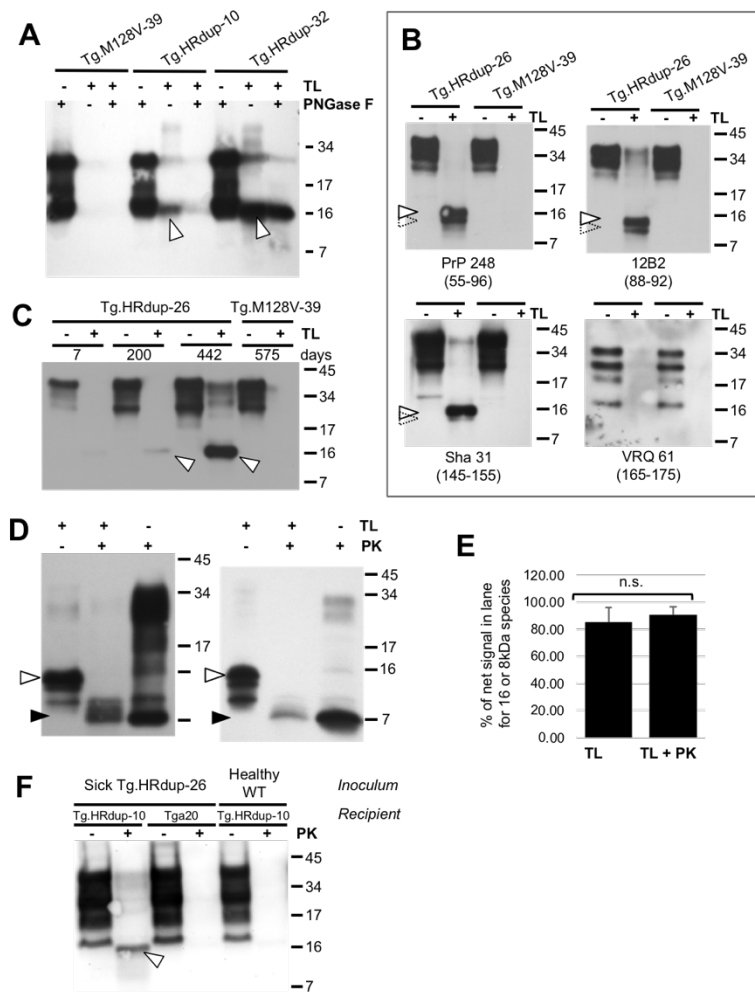 A
Tg.M128V-39 Tg.HRdup-10 Tg.HRdup-32
- + + - + + - + + TL
+ - + + - + + - + PNGase F
34
17
16
7
B
Tg.HRdup-26 Tg.M128V-39 Tg.HRdup-26 Tg.M128V-39
- + - + TL - + - + TL
45 45
34 34
17 17
16 16
7 7
PrP 248 12B2
(55-96) (88-92)
- + - + TL - + - + TL
45 45
34 34
17 17
16 16
7 7
Sha 31 VRQ 61
(145-155) (165-175)
C
Tg.HRdup-26 Tg.M128V-39
- + - + - + - + TL
7 200 442 575 days
45
34
17
16
7
D
+ + - + + - TL
- + + - + + PK
45 45
34 34
17 17
16
7
E
% of net signal in lane
for 16 or 8kDa species
n.s.
120.00
100.00
80.00
60.00
40.00
20.00
0.00
TL TL + PK
F
Sick Tg.HRdup-26 Healthy WT Inoculum
Tg.HRdup-10 Tga20 Tg.HRdup-10 Recipient
- + - + - + PK
45
34
17
16
7